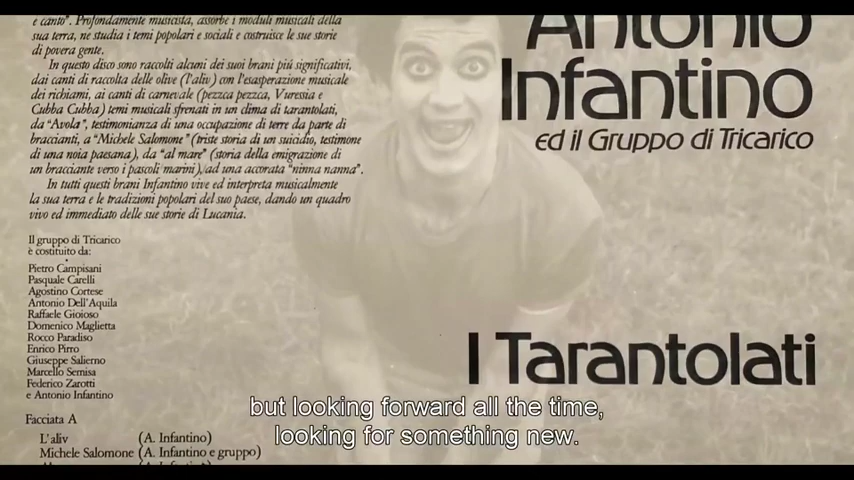 e canto". Profondamente musicista, assorbe i moduli musicali della
sua terra, ne studia i temi popolari e sociali e costruisce le sue storie
di povera gente.
In questo disco sono raccolti alcuni dei suoi brani piú significativi,
dai canti di raccolta delle olive (l'aliv) con l'esasperazione musicale
dei richiami, ai canti di carnevale (pezzca pezzca, Vuressia e
Cubba Cubba) temi musicali sfrenati in un clima di tarantolati,
da "Avola", testimonianza di una occupazione di terre da parte di
braccianti, a "Michele Salomone" (triste storia di un suicidio, testimone
di una noia paesana), da "al mare" (storia della emigrazione di
un bracciante verso i pascoli marini), ad una accorata "ninna nanna".
In tutti questi brani Infantino vive ed interpreta musicalmente
la sua terra e le tradizioni popolari del suo paese, dando un quadro
vivo ed immediato delle sue storie di Lucania.
Il gruppo di Tricarico
è costituito da:
Pietro Campisani
Pasquale Carelli
Agostino Cortese
Antonio Dell'Aquila
Raffaele Gioioso
Domenico Maglietta
Rocco Paradiso
Enrico Pirro
Giuseppe Salierno
Marcello Semisa
Federico Zarotti
e Antonio Infantino
Facciata A
L'aliv (A. Infantino)
Michele Salomone (A. Infantino e gruppo)
Antonio
Infantino
ed il Gruppo di Tricarico
I Tarantolati
but looking forward all the time,
looking for something new.